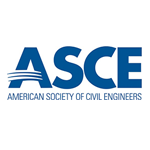 ASCE
AMERICAN SOCIETY OF CIVIL ENGINEERS